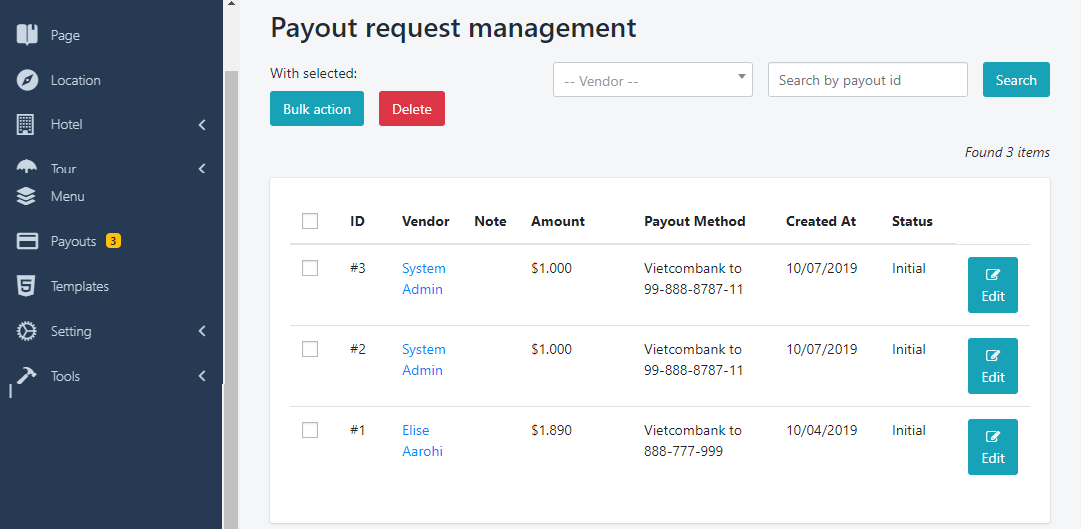 Page
Location
Hotel
Tour
Menu
Payouts 3
Templates
Setting
Tools
Payout request management
With selected:
Bulk action Delete
-- Vendor -- Search by payout id Search
Found 3 items
ID Vendor Note Amount Payout Method Created At Status
#3 System $1.000 Vietcombank to 10/07/2019 Initial
Admin 99-888-8787-11
Edit
#2 System $1.000 Vietcombank to 10/07/2019 Initial
Admin 99-888-8787-11
Edit
#1 Elise $1.890 Vietcombank to 10/04/2019 Initial
Aarohi 888-777-999
Edit